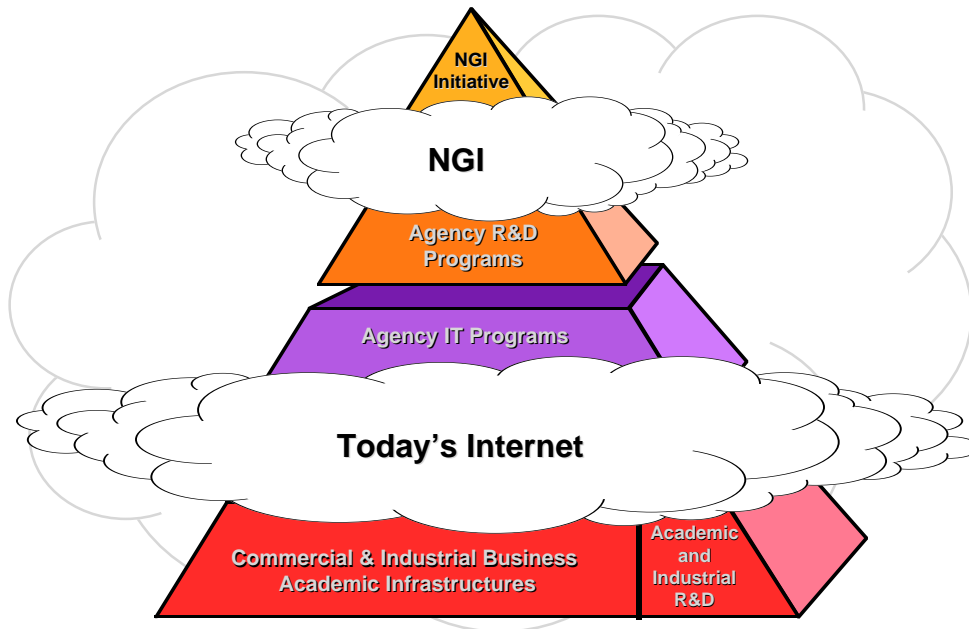 NGI
Initiative
NGI
Agency R&D
Programs
Agency IT Programs
Today’s Internet
Commercial & Industrial Business
Academic Infrastructures
Academic
and
Industrial
R&D